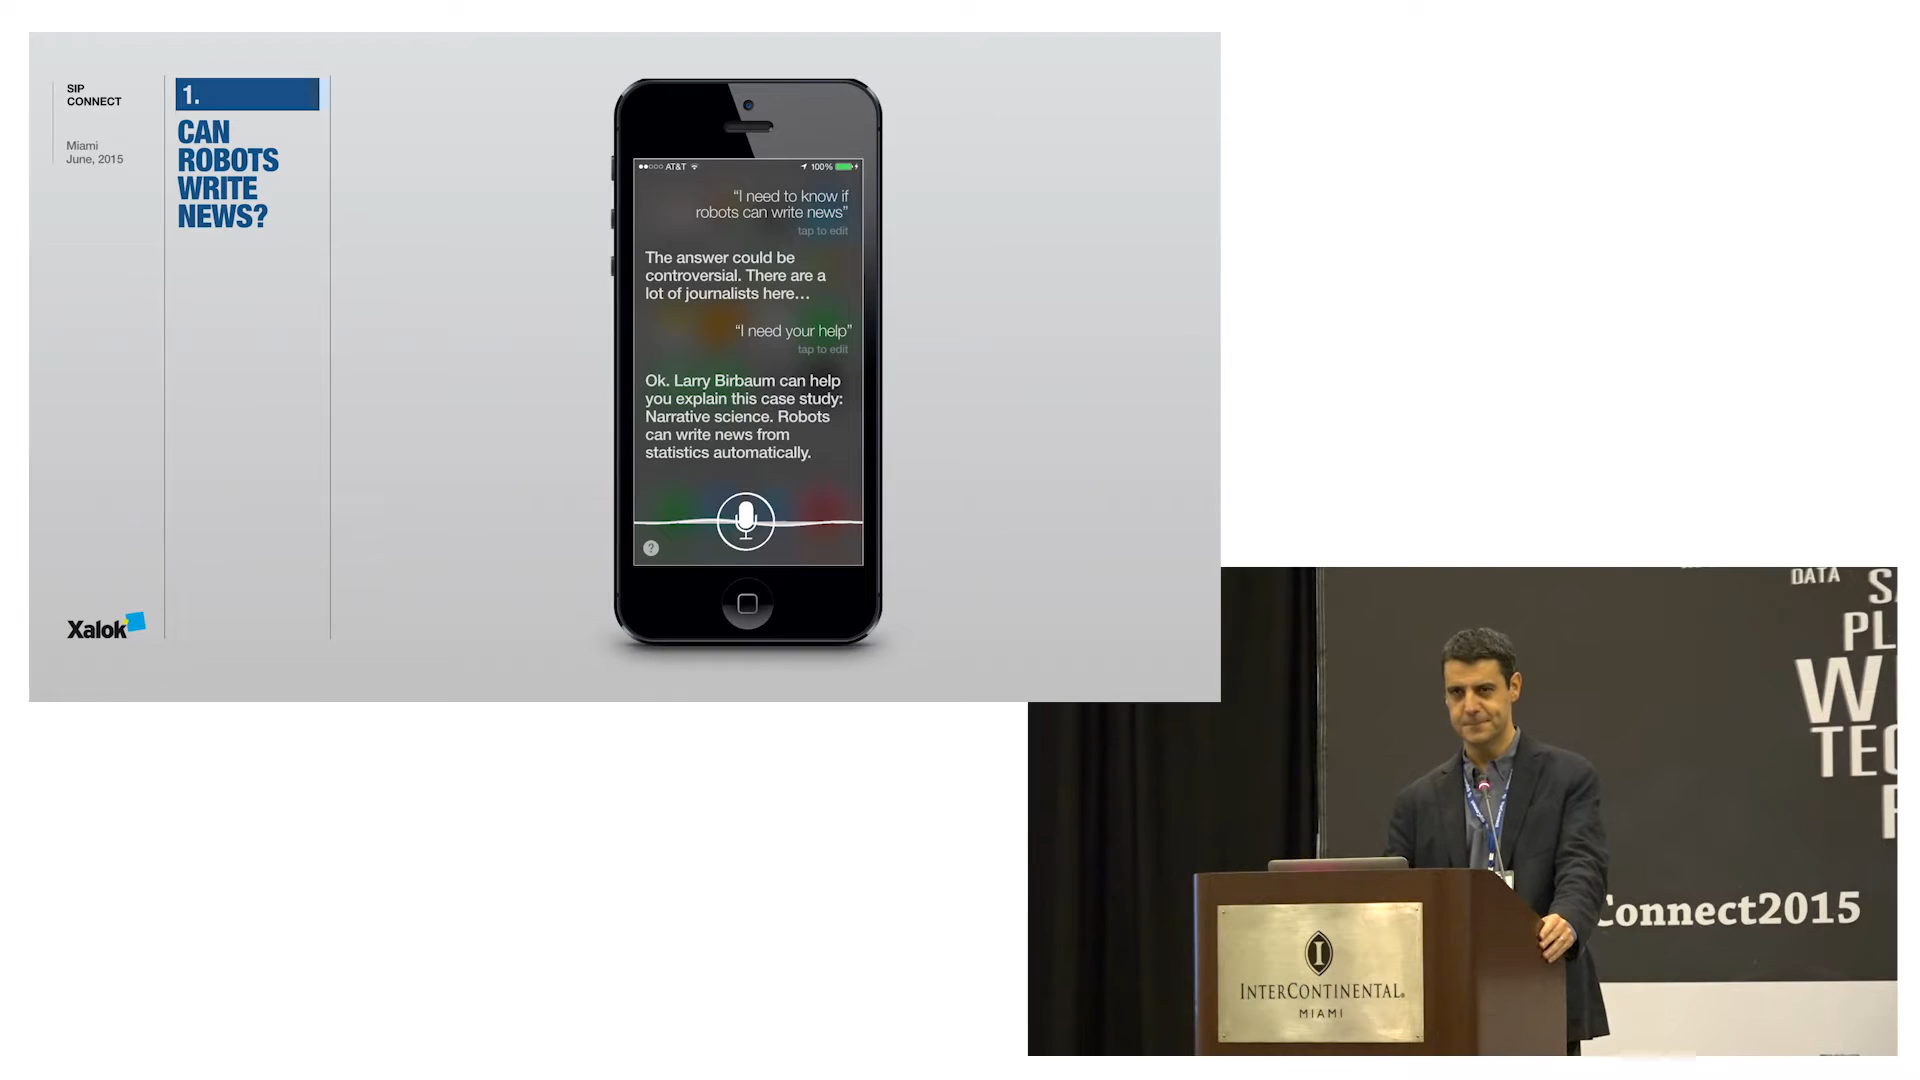 SIP
CONNECT
Miami
June, 2015
1.
CAN
ROBOTS
WRITE
NEWS?
AT&T
100%
“I need to know if
robots can write news”
tap to edit
The answer could be
controversial. There are a
lot of journalists here…
“I need your help”
tap to edit
Ok. Larry Birbaum can help
you explain this case study:
Narrative science. Robots
can write news from
statistics automatically.
?
Xalok
DATA
S
PL
W
TEC
Connect2015
I
INTERCONTINENTAL®
MIAMI